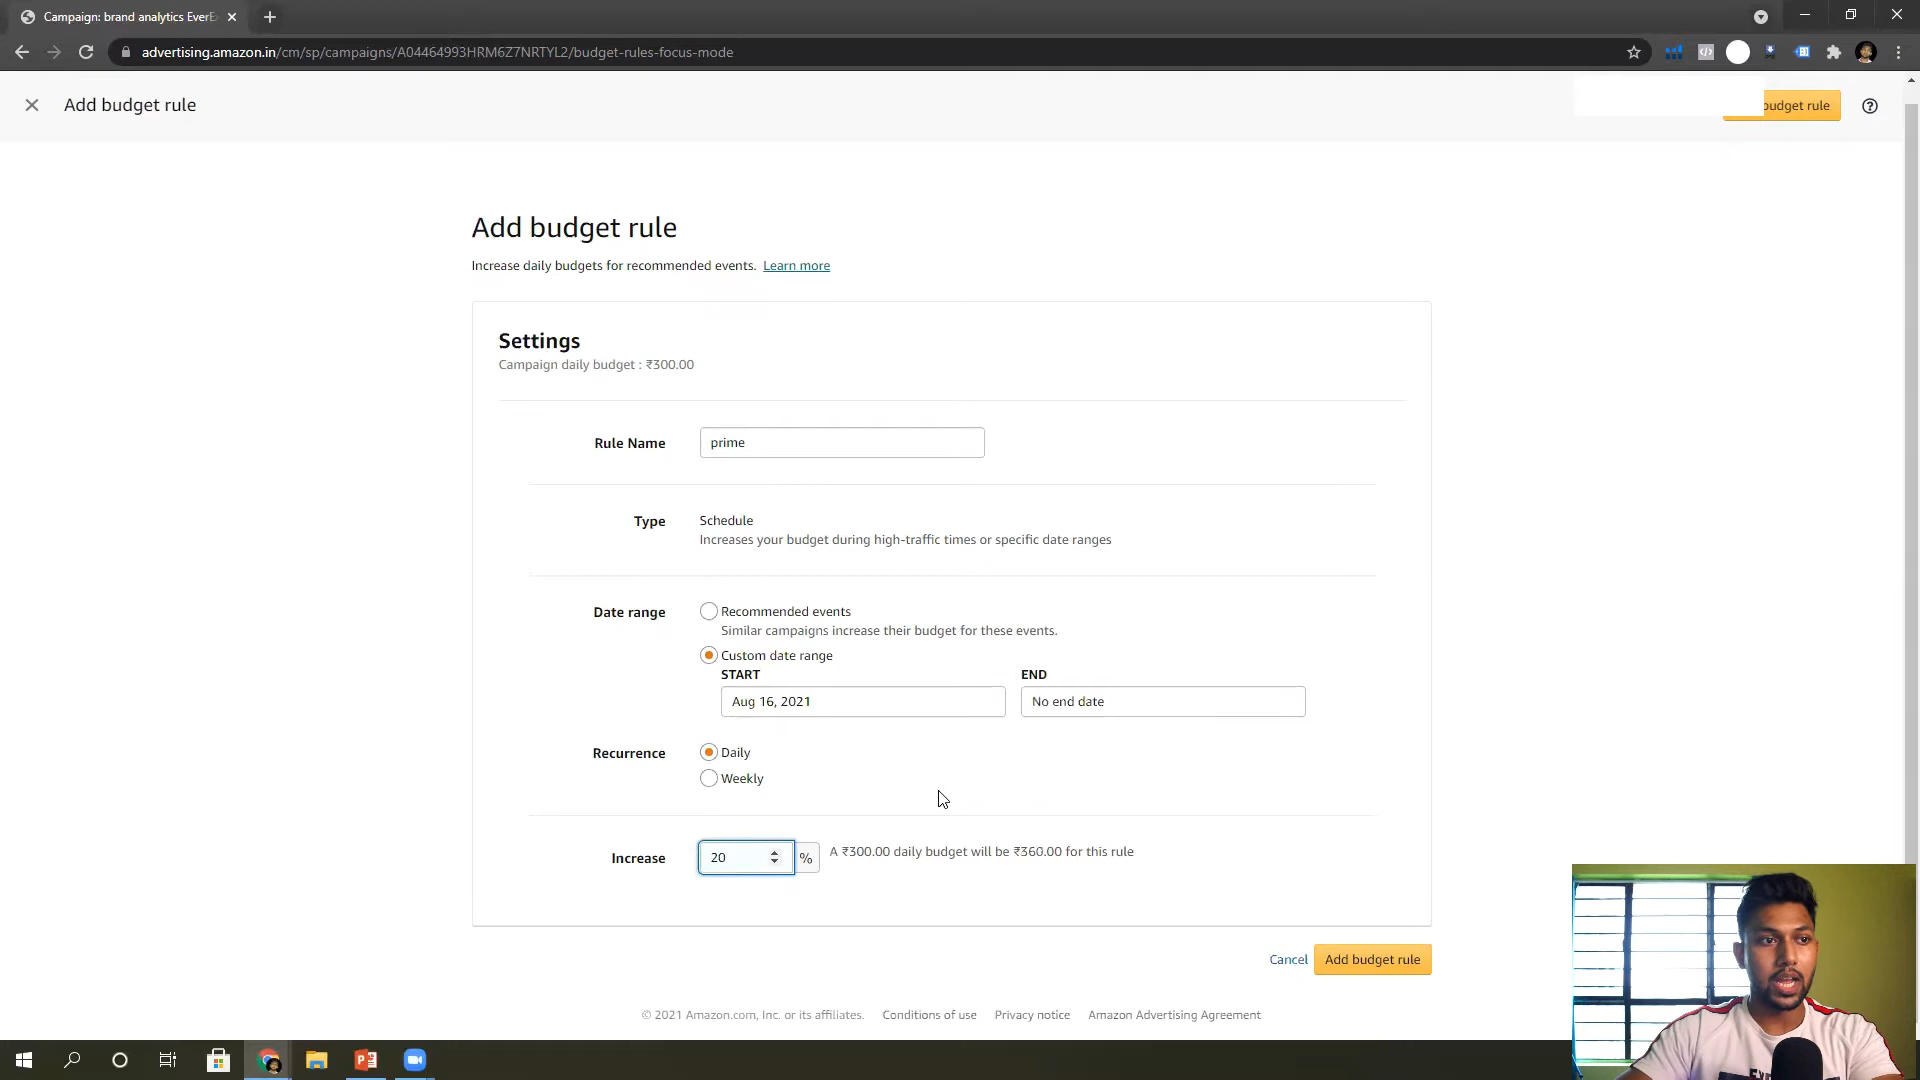 Campaign: brand analytics EverE
advertising.amazon.in/cm/sp/campaigns/A04464993HRM6Z7NRTYL2/budget-rules-focus-mode
Add budget rule
budget rule
Add budget rule
Increase daily budgets for recommended events. Learn more
Settings
Campaign daily budget : ₹300.00
Rule Name
prime
Type
Schedule
Increases your budget during high-traffic times or specific date ranges
Date range
Recommended events
Similar campaigns increase their budget for these events.
Custom date range
START
END
Aug 16, 2021
No end date
Recurrence
Daily
Weekly
Increase
20
%
A ₹300.00 daily budget will be ₹360.00 for this rule
Cancel
Add budget rule
© 2021 Amazon.com, Inc. or its affiliates.
Conditions of use
Privacy notice
Amazon Advertising Agreement